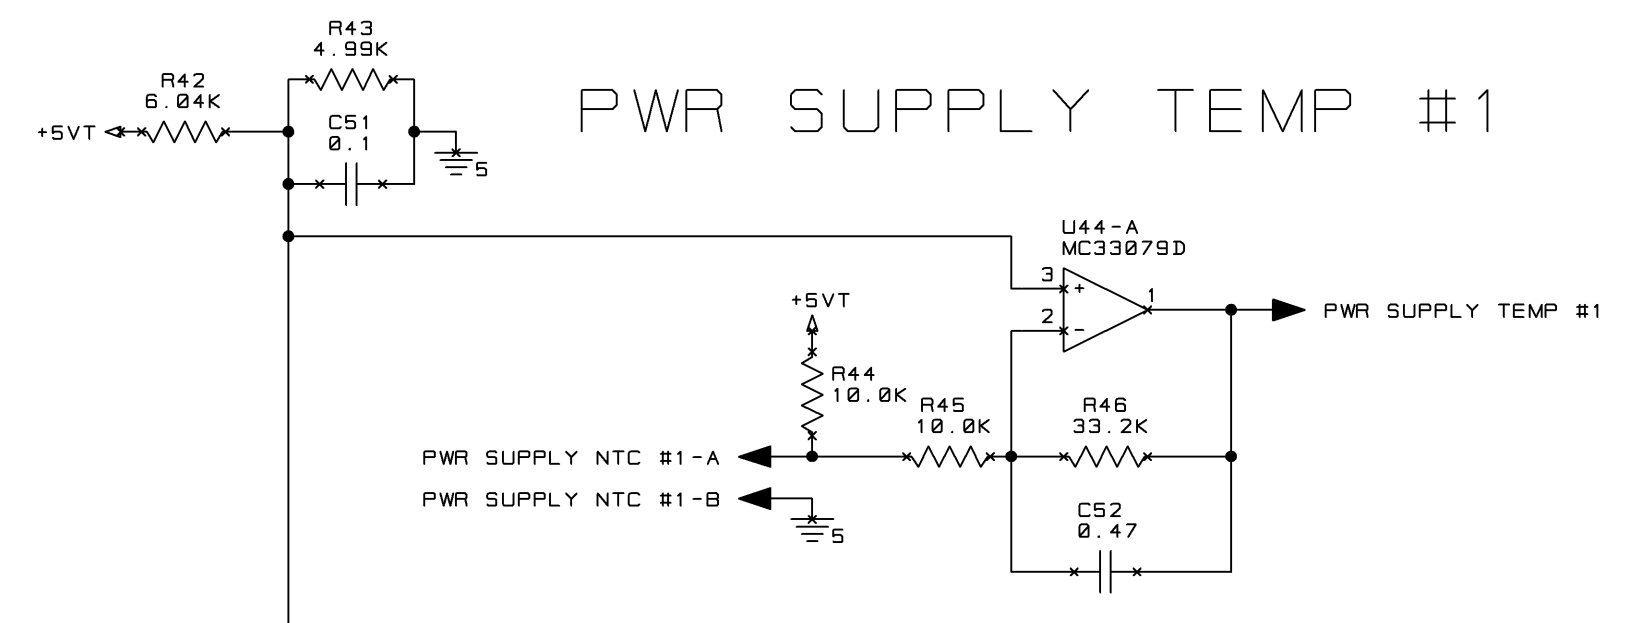 R43
4.99K
R42
6.04K
PWR SUPPLY TEMP #1
+5VT
C51
0.1
5
U44-A
MC33079D
3
+
+5VT
1
2
-
PWR SUPPLY TEMP #1
R44
10.0K
R45
10.0K
R46
33.2K
PWR SUPPLY NTC #1-A
PWR SUPPLY NTC #1-B
5
C52
0.47